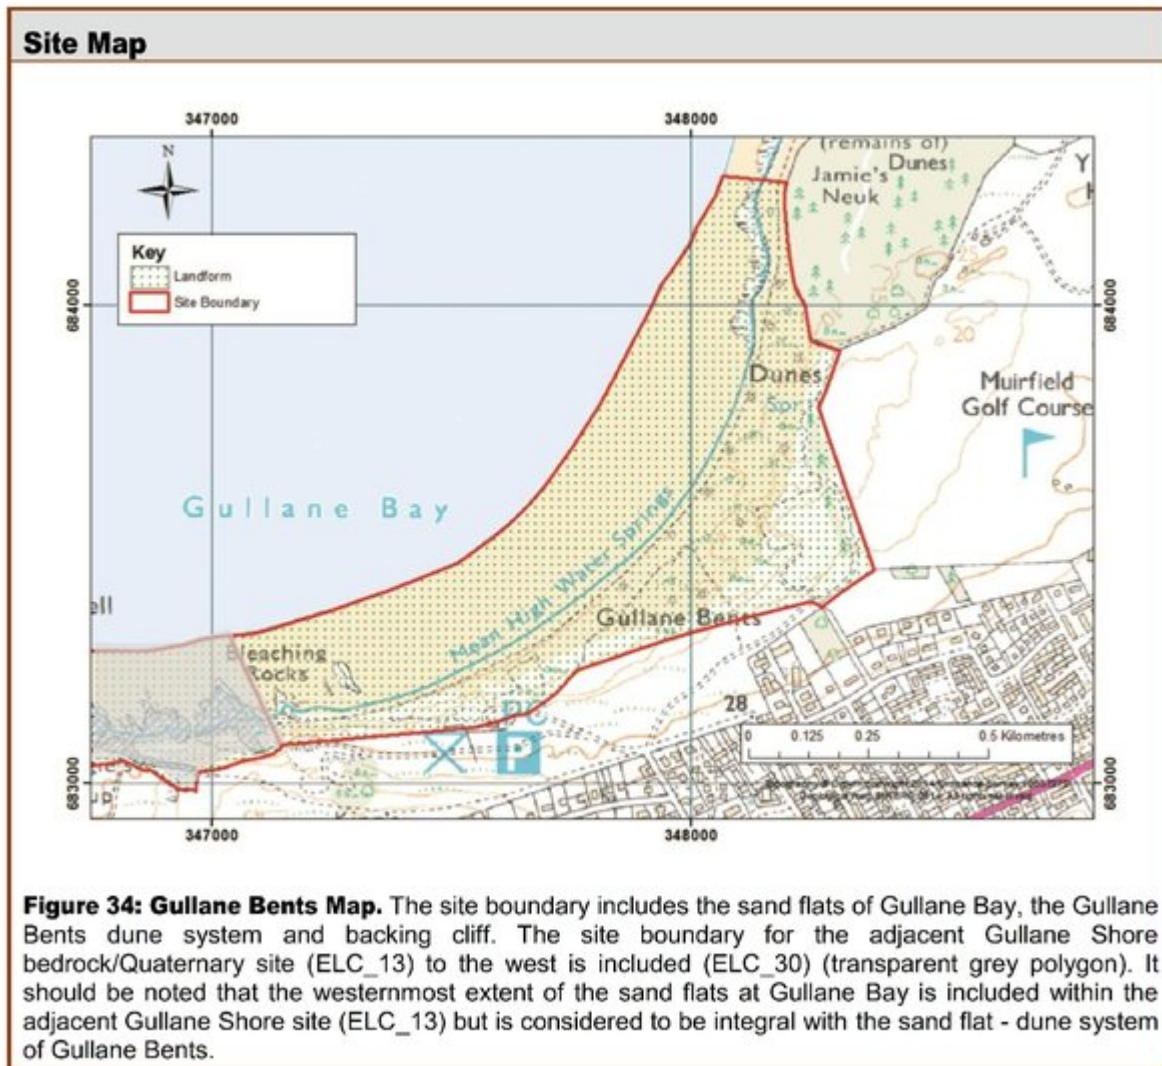 Site Map
347000
348000
N
(remains of)
Dunes
Jamie's
Neuk
Key
Landform
Site Boundary
684000
684000
20
Dunes
Muirfield
Golf Course
Gullane Bay
Mean High Water Springs
ell
Gullane Bents
Bleaching
Rocks
28
0 0.125 0.25 0.5 Kilometres
P
683000
683000
347000
348000
Figure 34: Gullane Bents Map. The site boundary includes the sand flats of Gullane Bay, the Gullane
Bents dune system and backing cliff. The site boundary for the adjacent Gullane Shore
bedrock/Quaternary site (ELC_13) to the west is included (ELC_30) (transparent grey polygon). It
should be noted that the westernmost extent of the sand flats at Gullane Bay is included within the
adjacent Gullane Shore site (ELC_13) but is considered to be integral with the sand flat - dune system
of Gullane Bents.